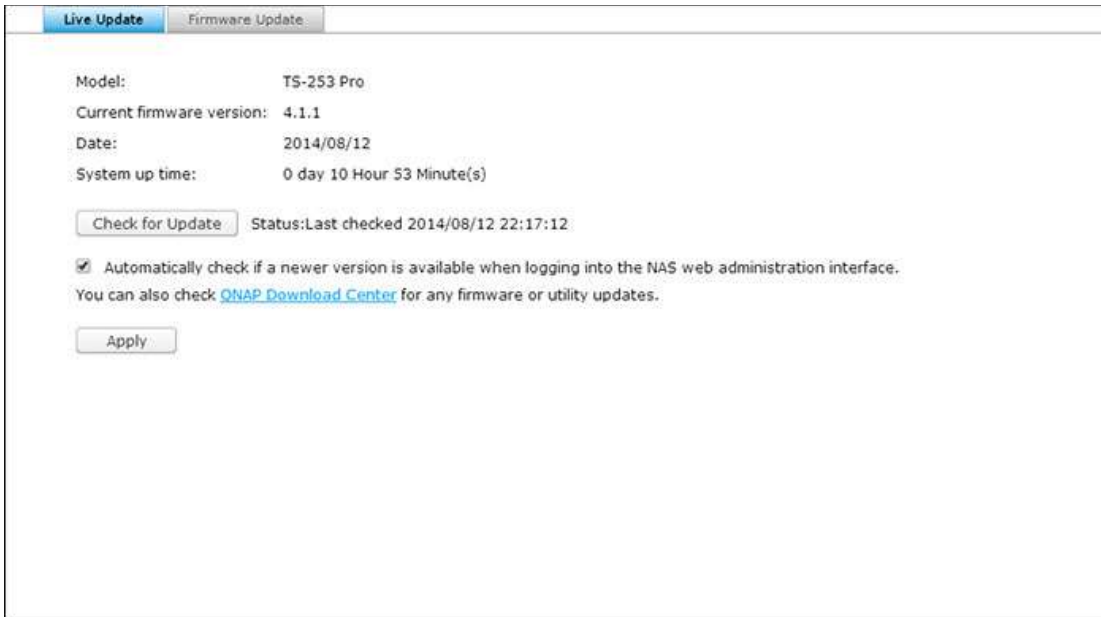 Live Update Firmware Update
Model: TS-253 Pro
Current firmware version: 4.1.1
Date: 2014/08/12
System up time: 0 day 10 Hour 53 Minute(s)
Check for Update Status:Last checked 2014/08/12 22:17:12
Automatically check if a newer version is available when logging into the NAS web administration interface.
You can also check QNAP Download Center for any firmware or utility updates.
Apply